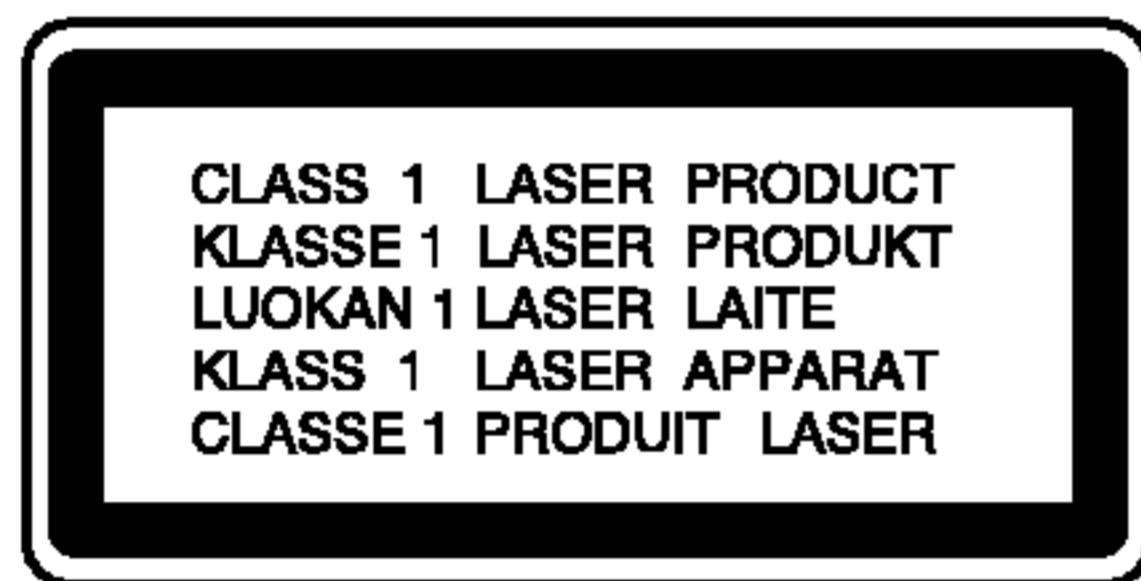 CLASS 1 LASER PRODUCT
KLASSE 1 LASER PRODUKT
LUOKAN 1 LASER LAITE
KLASS 1 LASER APPARAT
CLASSE 1 PRODUIT LASER